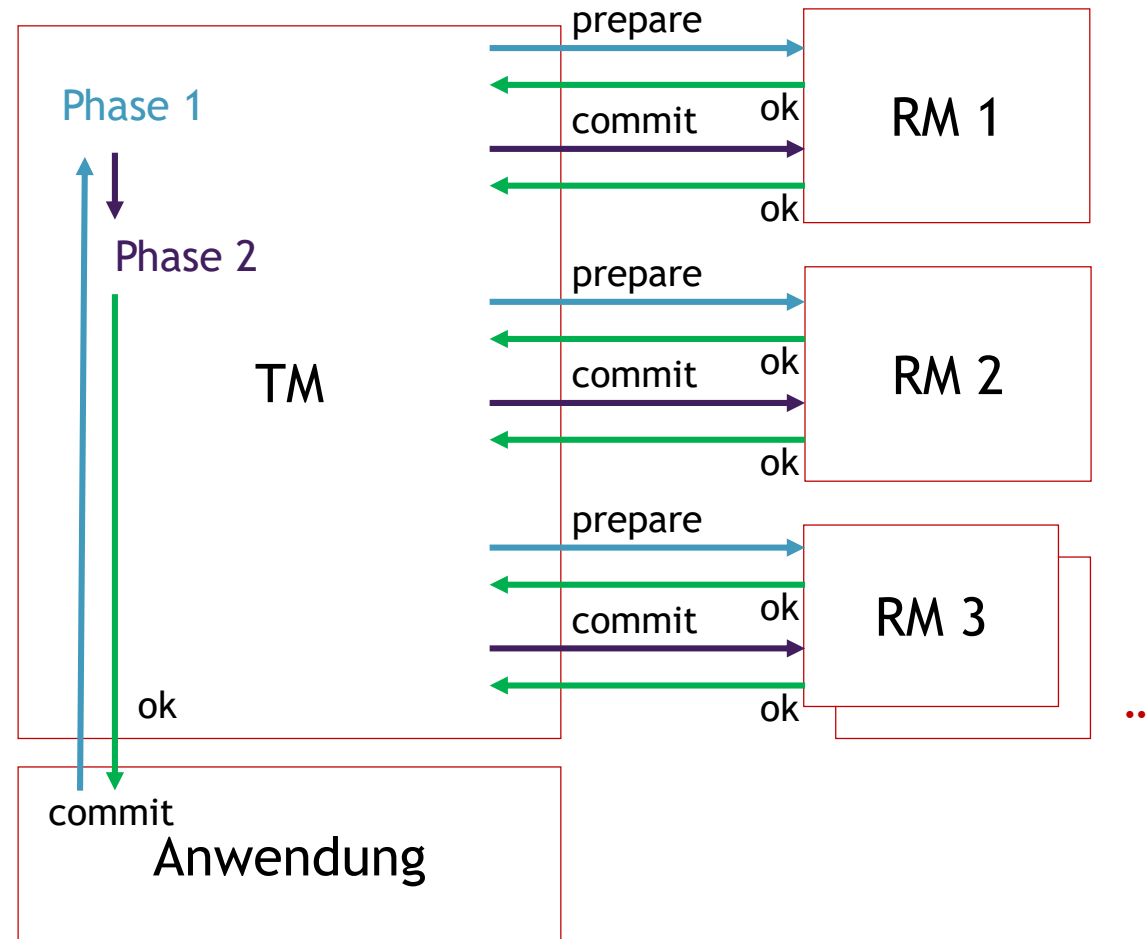 prepare
Phase 1
ok
commit
RM 1
ok
Phase 2
prepare
TM
ok
commit
RM 2
ok
prepare
ok
commit
RM 3
ok
ok
..
commit
Anwendung